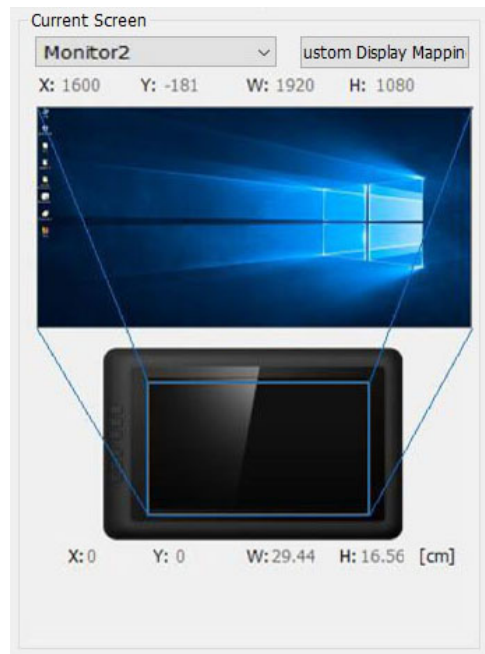 Current Screen
Monitor2 ustom Display Mappin
X: 1600 Y: -181 W: 1920 H: 1080
X: 0 Y: 0 W: 29.44 H: 16.56 [cm]